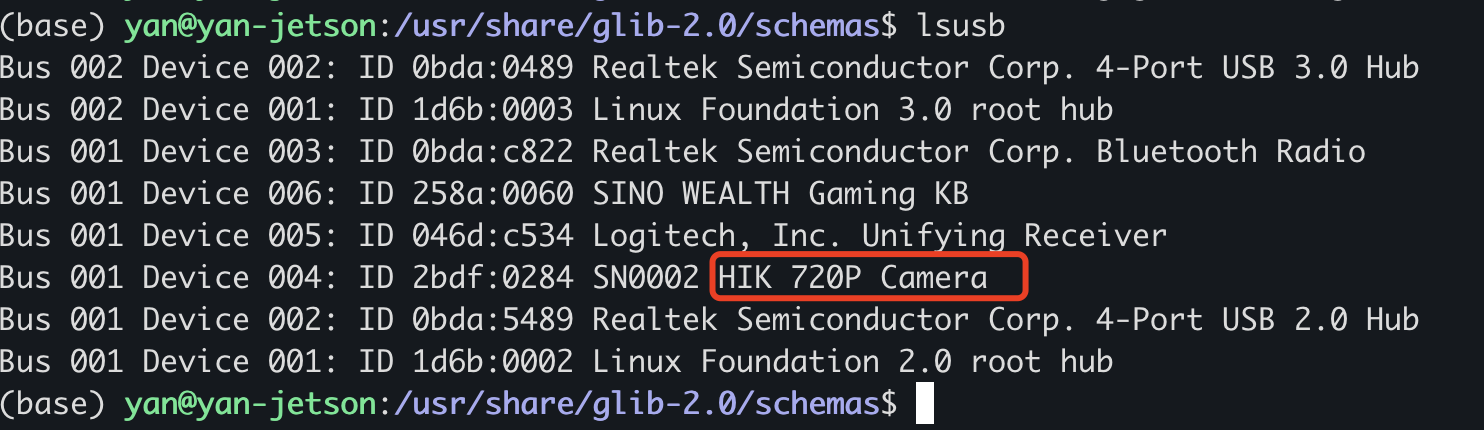 (base) yan@yan-jetson:/usr/share/glib-2.0/schemas$ lsusb
Bus 002 Device 002: ID 0bda:0489 Realtek Semiconductor Corp. 4-Port USB 3.0 Hub
Bus 002 Device 001: ID 1d6b:0003 Linux Foundation 3.0 root hub
Bus 001 Device 003: ID 0bda:c822 Realtek Semiconductor Corp. Bluetooth Radio
Bus 001 Device 006: ID 258a:0060 SINO WEALTH Gaming KB
Bus 001 Device 005: ID 046d:c534 Logitech, Inc. Unifying Receiver
Bus 001 Device 004: ID 2bdf:0284 SN0002 HIK 720P Camera
Bus 001 Device 002: ID 0bda:5489 Realtek Semiconductor Corp. 4-Port USB 2.0 Hub
Bus 001 Device 001: ID 1d6b:0002 Linux Foundation 2.0 root hub
(base) yan@yan-jetson:/usr/share/glib-2.0/schemas$